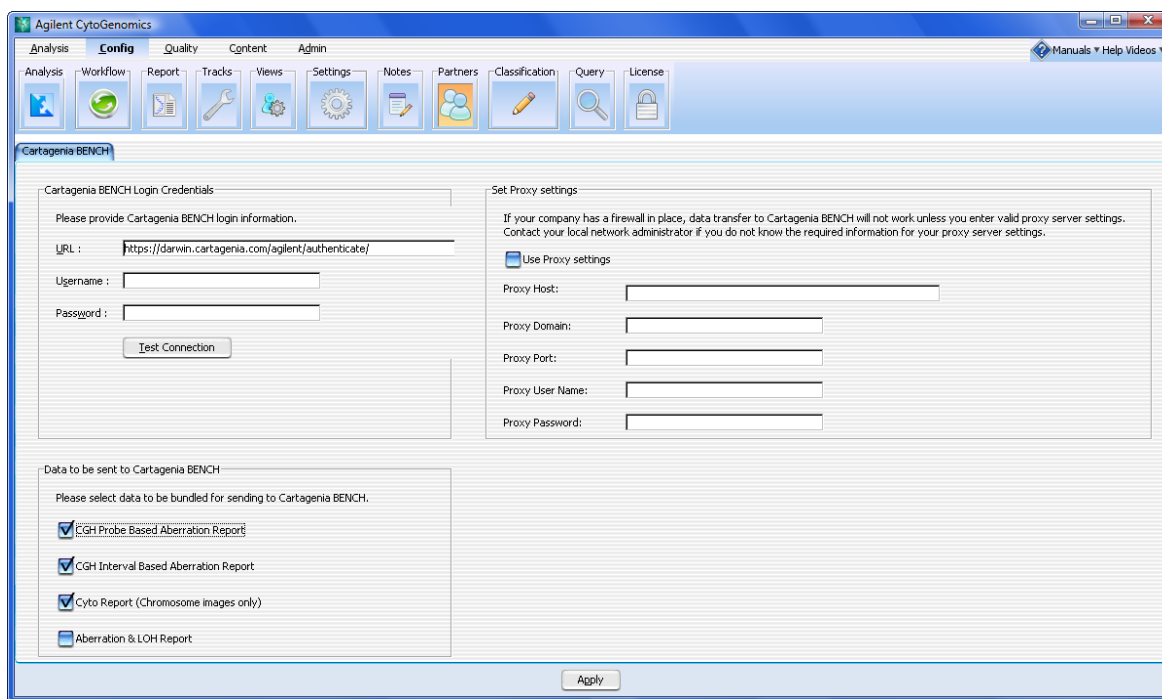 Agilent CytoGenomics
Analysis Config Quality Content Admin
Manuals Help Videos
Analysis Workflow Report Tracks Views Settings Notes Partners Classification Query License
Cartagenia BENCH
Cartagenia BENCH Login Credentials
Please provide Cartagenia BENCH login information.
URL : https://darwin.cartagenia.com/agilent/authenticate/
Username :
Password :
Test Connection
Set Proxy settings
If your company has a firewall in place, data transfer to Cartagenia BENCH will not work unless you enter valid proxy server settings.
Contact your local network administrator if you do not know the required information for your proxy server settings.
Use Proxy settings
Proxy Host:
Proxy Domain:
Proxy Port:
Proxy User Name:
Proxy Password:
Data to be sent to Cartagenia BENCH
Please select data to be bundled for sending to Cartagenia BENCH.
CGH Probe Based Aberration Report
CGH Interval Based Aberration Report
Cyto Report (Chromosome images only)
Aberration & LOH Report
Apply